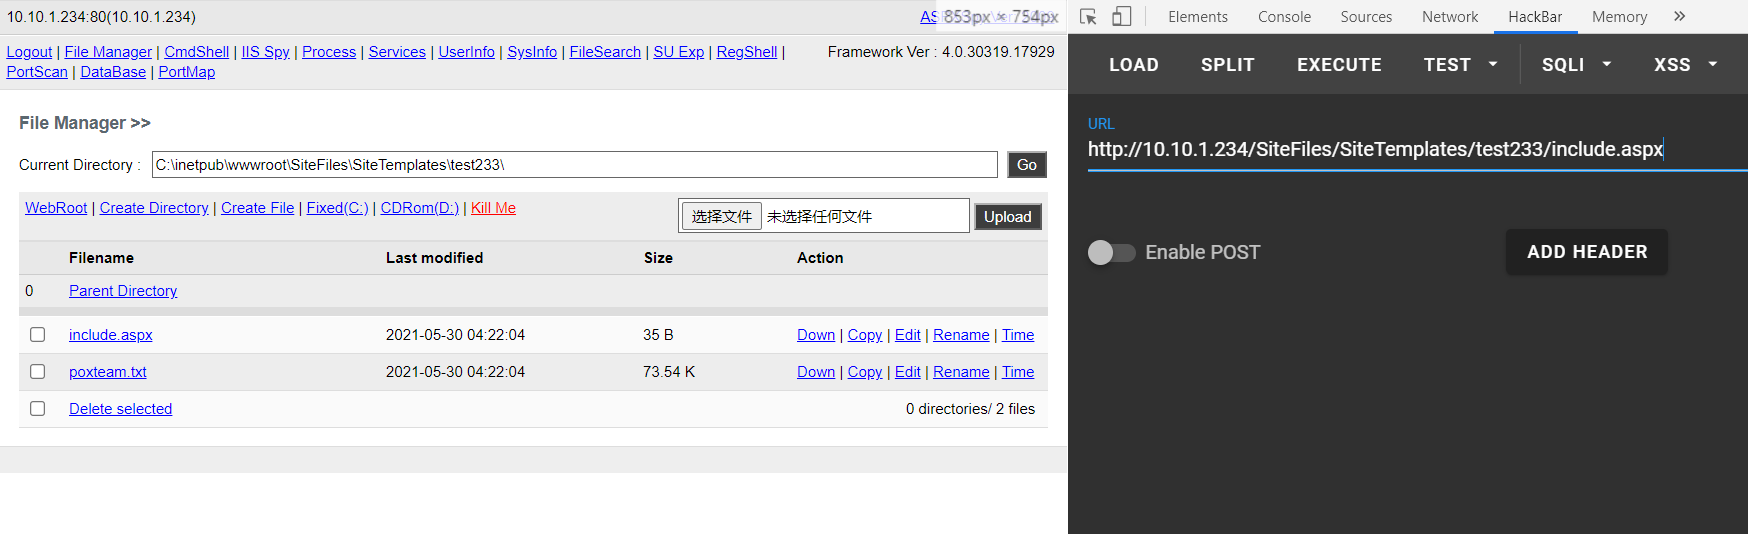 10.10.1.234:80(10.10.1.234)
853px × 754px
Logout | File Manager | CmdShell | IIS Spy | Process | Services | UserInfo | SysInfo | FileSearch | SU Exp | RegShell |
PortScan | DataBase | PortMap
Framework Ver : 4.0.30319.17929
File Manager >>
Current Directory : C:\inetpub\wwwroot\SiteFiles\SiteTemplates\test233\ Go
WebRoot | Create Directory | Create File | Fixed(C:) | CDRom(D:) | Kill Me
选择文件 未选择任何文件 Upload
Filename Last modified Size Action
0 Parent Directory
include.aspx 2021-05-30 04:22:04 35 B Down | Copy | Edit | Rename | Time
poxteam.txt 2021-05-30 04:22:04 73.54 K Down | Copy | Edit | Rename | Time
Delete selected 0 directories/ 2 files
Elements Console Sources Network HackBar Memory »
LOAD SPLIT EXECUTE TEST SQLI XSS
URL
http://10.10.1.234/SiteFiles/SiteTemplates/test233/include.aspx
Enable POST ADD HEADER